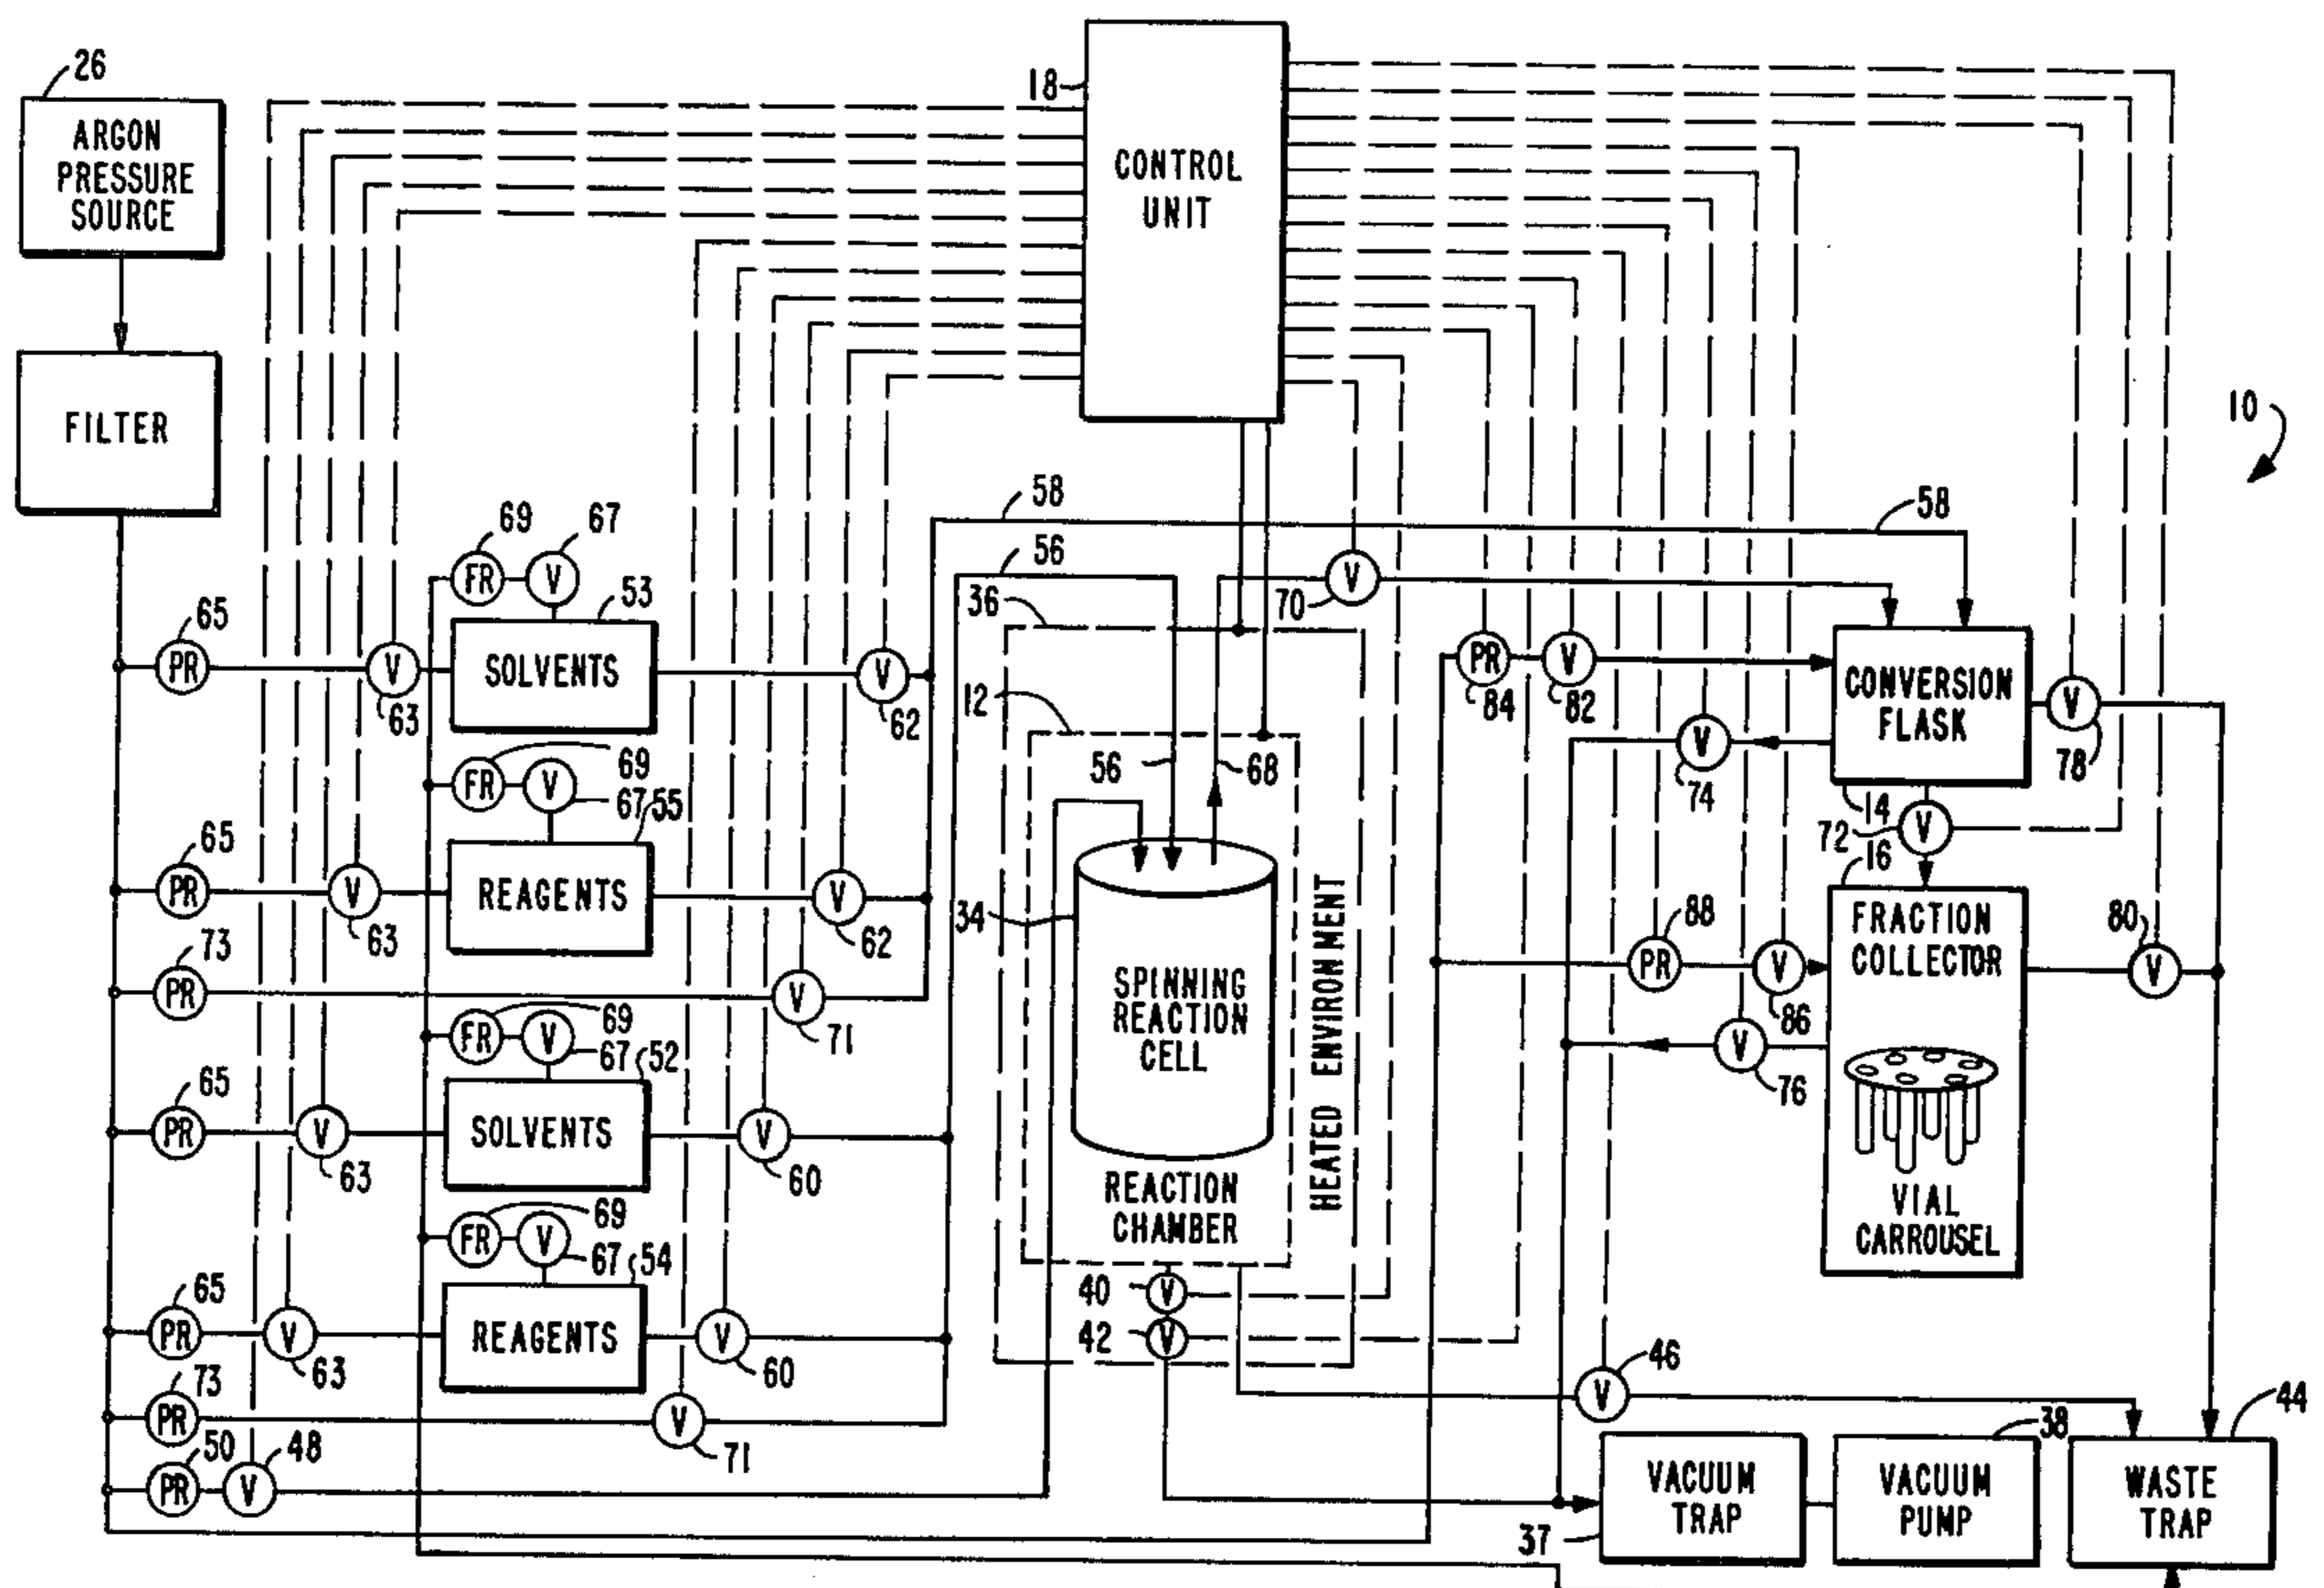 26
ARGON
PRESSURE
SOURCE
FILTER
18
CONTROL
UNIT
10
58
58
56
36
69
67
FR
V
53
65
PR
V
63
SOLVENTS
V
62
12
V
70
PR
84
V
82
CONVERSION
FLASK
V
78
69
FR
V
67
55
56
68
V
74
14
72
V
16
65
PR
V
63
REAGENTS
V
62
34
73
PR
V
71
SPINNING
REACTION
CELL
HEATED ENVIRONMENT
88
PR
V
86
FRACTION
COLLECTOR
80
V
69
FR
V
67
52
V
76
65
PR
V
63
SOLVENTS
V
60
REACTION
CHAMBER
VIAL
CARROUSEL
69
FR
V
67
54
40
V
42
V
65
PR
V
63
REAGENTS
V
60
46
V
73
PR
V
71
50
48
PR
V
37
VACUUM
TRAP
38
VACUUM
PUMP
44
WASTE
TRAP